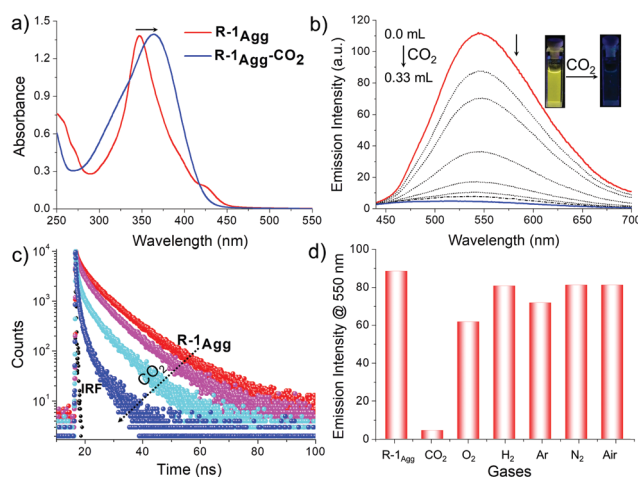 a)
R-1Agg
R-1Agg-CO2
Absorbance
1.5
1.2
0.9
0.6
0.3
0.0
250 300 350 400 450 500 550
Wavelength (nm)
b)
0.0 mL
CO2
0.33 mL
CO2
Emission Intensity (a.u.)
120
100
80
60
40
20
0
450 500 550 600 650 700
Wavelength (nm)
c)
R-1Agg
CO2
IRF
Counts
10^4
10^3
10^2
10^1
20 40 60 80 100
Time (ns)
d)
Emission Intensity @ 550 nm
100
75
50
25
0
R-1Agg CO2 O2 H2 Ar N2 Air
Gases